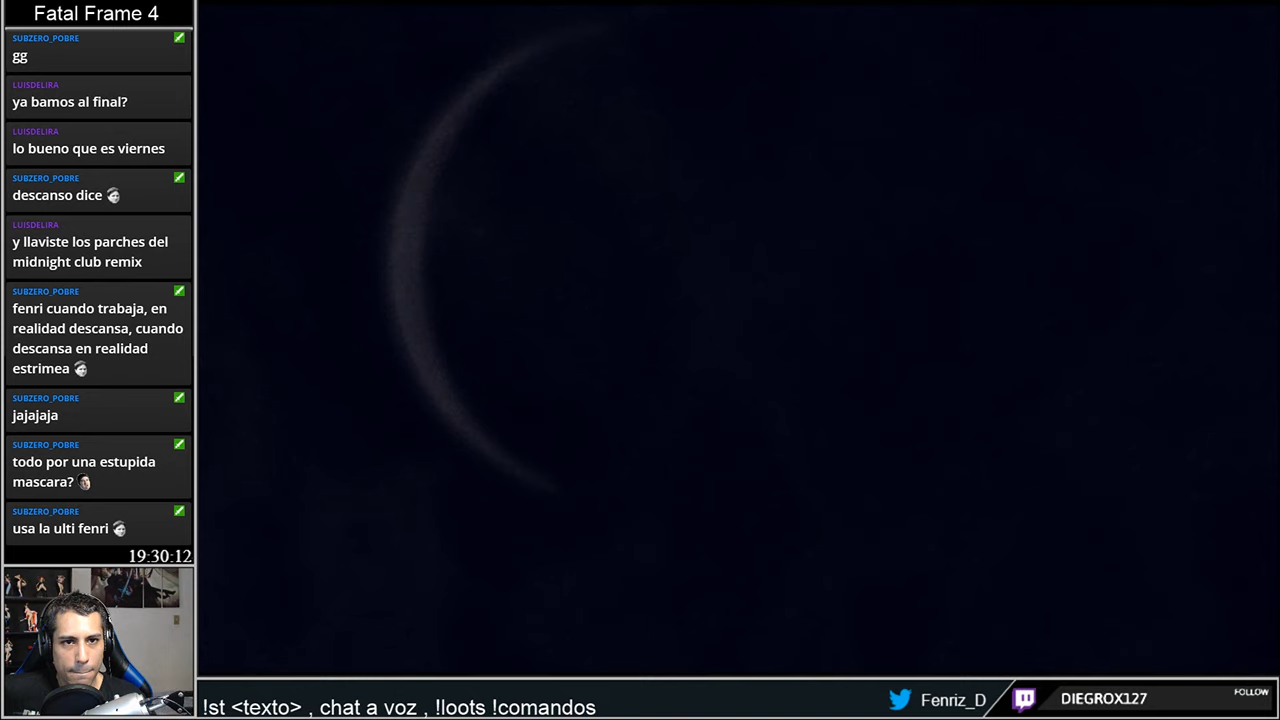 Fatal Frame 4
SUBZERO_POBRE
gg
LUISDELIRA
ya bamos al final?
LUISDELIRA
lo bueno que es viernes
SUBZERO_POBRE
descanso dice
LUISDELIRA
y llaviste los parches del
midnight club remix
SUBZERO_POBRE
fenri cuando trabaja, en
realidad descansa, cuando
descansa en realidad
estrimea
SUBZERO_POBRE
jajajaja
SUBZERO_POBRE
todo por una estupida
mascara?
SUBZERO_POBRE
usa la ulti fenri
19:30:12
!st <texto> , chat a voz , !loots !comandos
Fenriz_D
DIEGROX127
FOLLOW